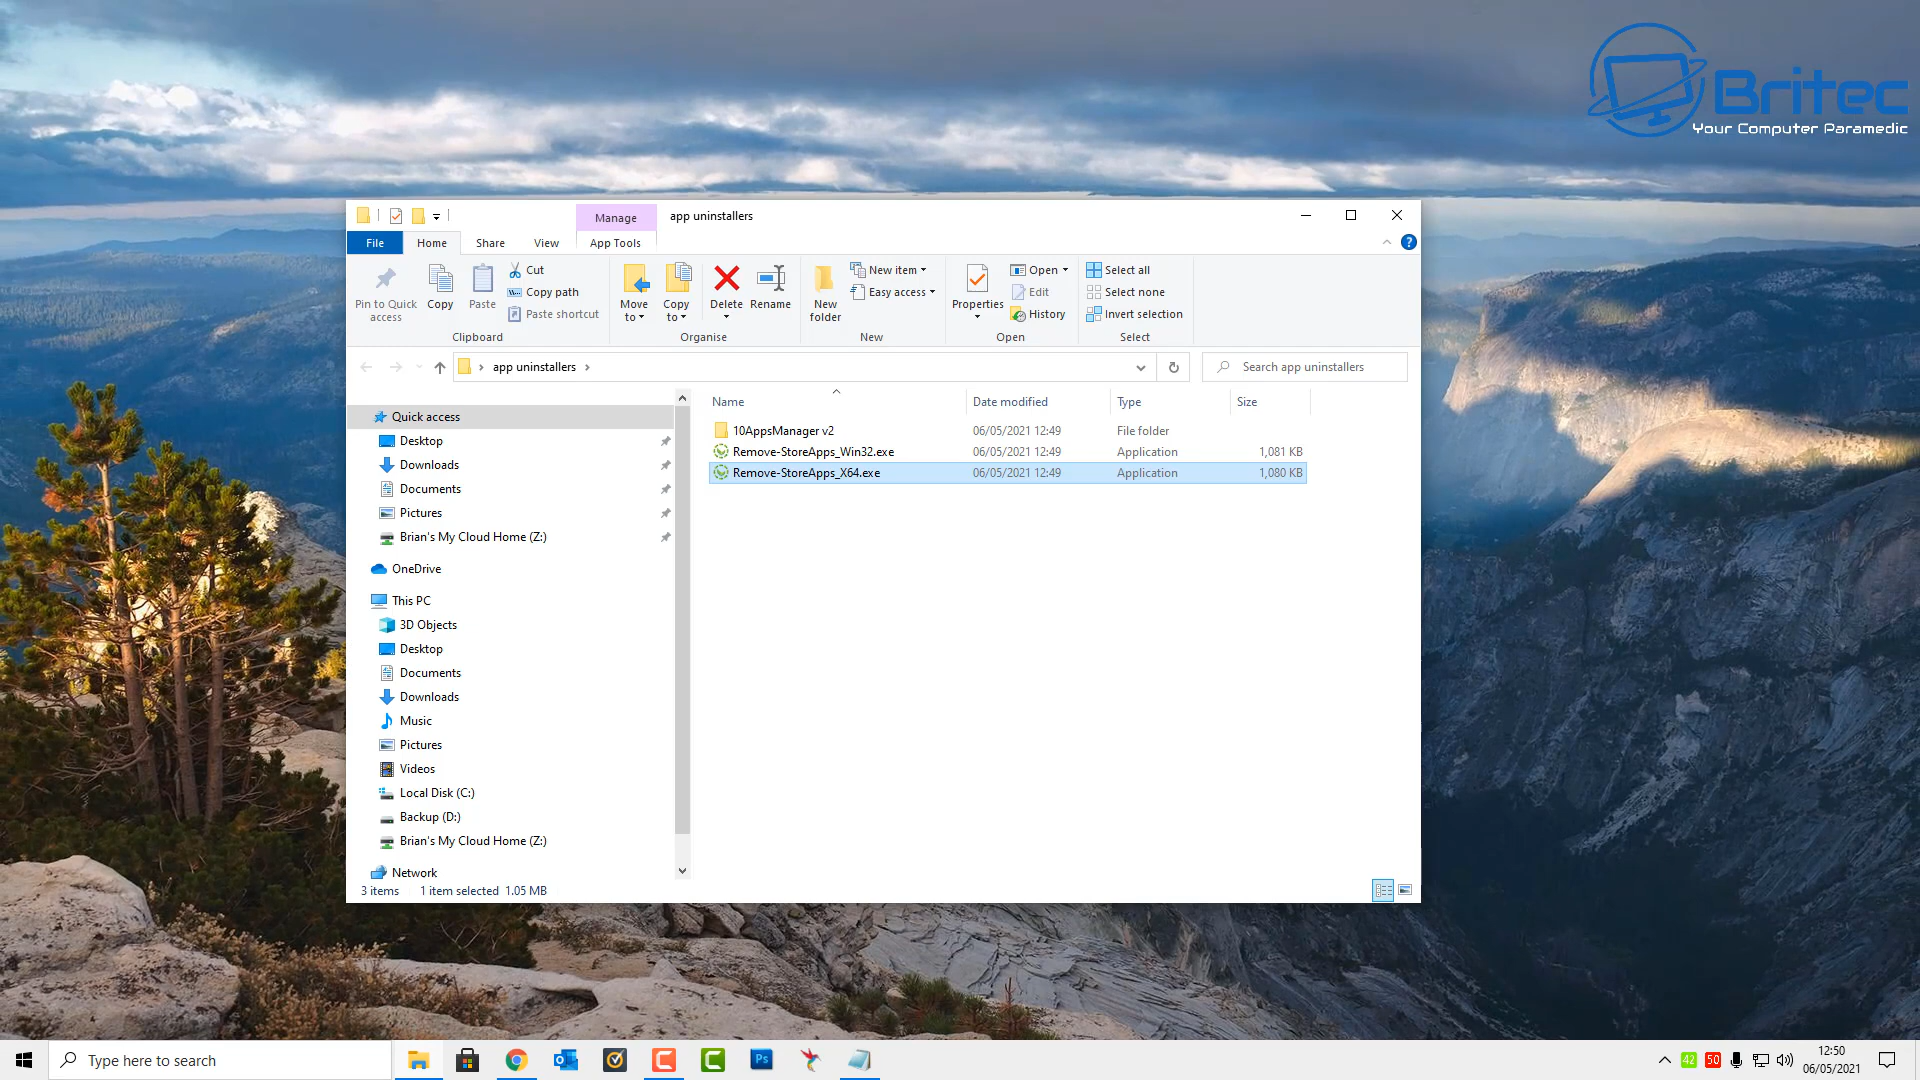 Britec
Your Computer Paramedic
Manage
app uninstallers
File
Home
Share
View
App Tools
Pin to Quick access
Copy
Paste
Cut
Copy path
Paste shortcut
Clipboard
Move to
Copy to
Delete
Rename
Organise
New folder
New item
Easy access
New
Properties
Open
Edit
History
Open
Select all
Select none
Invert selection
Select
app uninstallers
Search app uninstallers
Name
Date modified
Type
Size
10AppsManager v2 06/05/2021 12:49 File folder
Remove-StoreApps_Win32.exe 06/05/2021 12:49 Application 1,081 KB
Remove-StoreApps_X64.exe 06/05/2021 12:49 Application 1,080 KB
Quick access
Desktop
Downloads
Documents
Pictures
Brian's My Cloud Home (Z:)
OneDrive
This PC
3D Objects
Desktop
Documents
Downloads
Music
Pictures
Videos
Local Disk (C:)
Backup (D:)
Brian's My Cloud Home (Z:)
Network
3 items 1 item selected 1.05 MB
Type here to search
Ps
42
50
12:50
06/05/2021